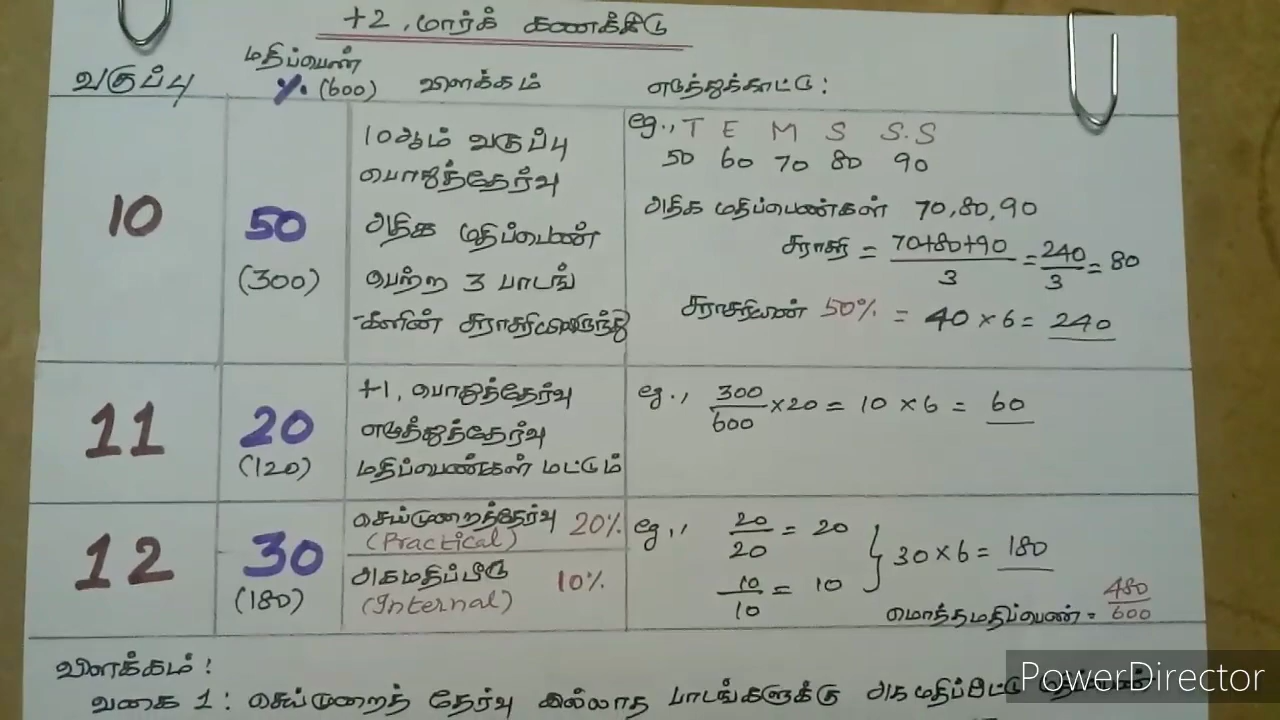 +2, மார்க் கணக்கீடு
வகுப்பு
மதிப்பெண்
% (600)
விளக்கம்
எடுத்துக்காட்டு :
10
50
(300)
10ஆம் வகுப்பு
பொதுத்தேர்வு
அதிக மதிப்பெண்
பெற்ற 3 பாடங்
-களின் சராசரியிலிருந்து
eg., T E M S S.S
50 60 70 80 90
அதிக மதிப்பெண்கள் 70,80,90
சராசரி = 70+80+90/3 = 240/3 = 80
சராசரியின் 50% = 40 × 6 = 240
11
20
(120)
+1, பொதுத்தேர்வு
எழுத்துத்தேர்வு
மதிப்பெண்கள் மட்டும்
eg., 300/600 × 20 = 10 × 6 = 60
12
30
(180)
செய்முறைத்தேர்வு 20%
(Practical)
அகமதிப்பீடு 10%
(Internal)
eg., 20/20 = 20
10/10 = 10
} 30 × 6 = 180
மொத்தமதிப்பெண் = 480/600
விளக்கம் :
வகை 1 : செய்முறைத் தேர்வு இல்லாத பாடங்களுக்கு அகமதிப்பீட்டு
PowerDirector